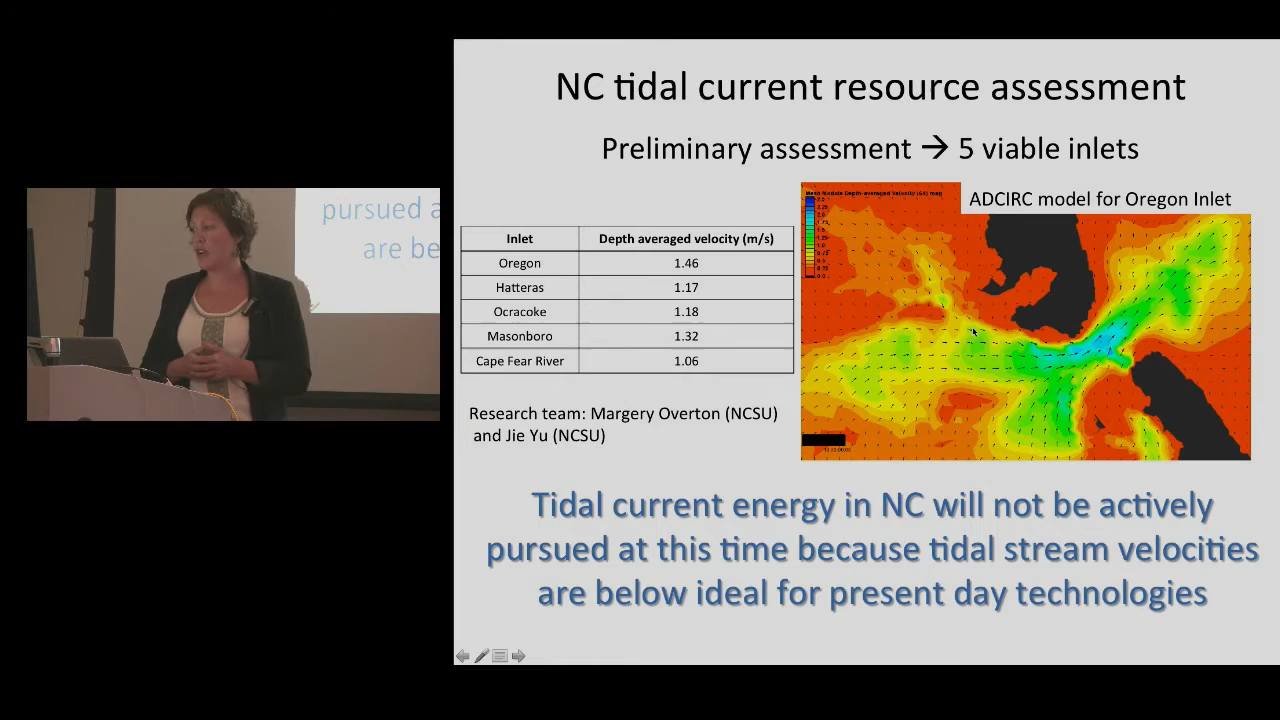 NC tidal current resource assessment
Preliminary assessment → 5 viable inlets
ADCIRC model for Oregon Inlet
Inlet Depth averaged velocity (m/s)
Oregon 1.46
Hatteras 1.17
Ocracoke 1.18
Masonboro 1.32
Cape Fear River 1.06
Research team: Margery Overton (NCSU)
and Jie Yu (NCSU)
Tidal current energy in NC will not be actively
pursued at this time because tidal stream velocities
are below ideal for present day technologies
pursued a
are be